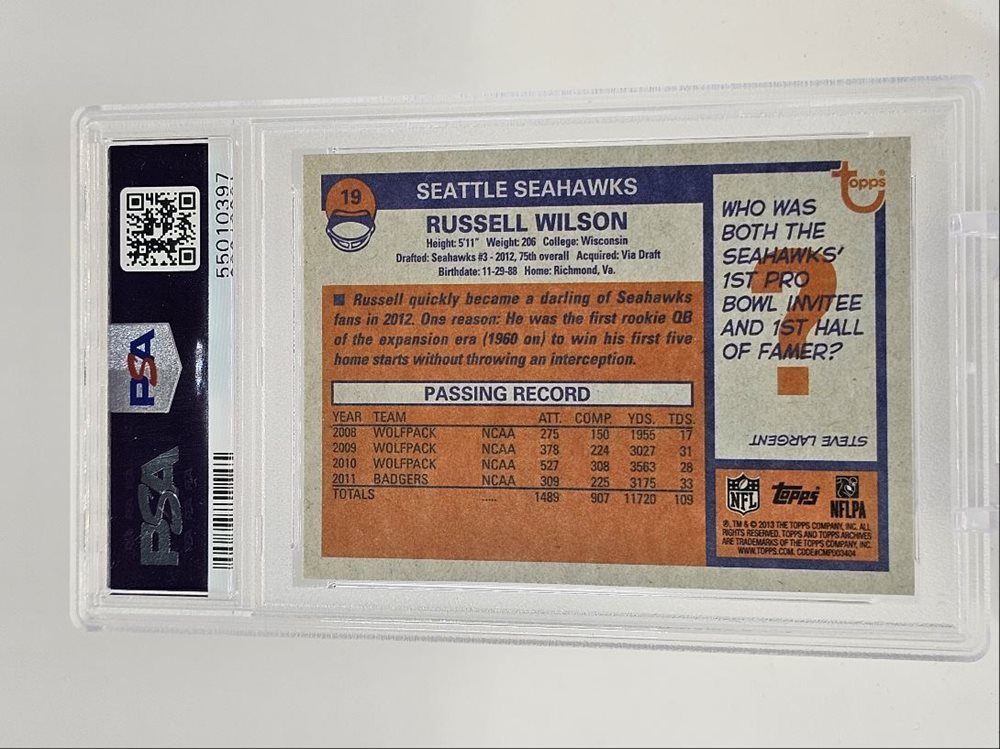 55010397
PSA
PSA
19
SEATTLE SEAHAWKS
RUSSELL WILSON
Height: 5'11" Weight: 206 College: Wisconsin
Drafted: Seahawks #3 - 2012, 75th overall Acquired: Via Draft
Birthdate: 11-29-88 Home: Richmond, Va.
Russell quickly became a darling of Seahawks
fans in 2012. One reason: He was the first rookie QB
of the expansion era (1960 on) to win his first five
home starts without throwing an interception.
PASSING RECORD
YEAR TEAM ATT. COMP. YDS. TDS.
2008 WOLFPACK NCAA 275 150 1955 17
2009 WOLFPACK NCAA 378 224 3027 31
2010 WOLFPACK NCAA 527 308 3563 28
2011 BADGERS NCAA 309 225 3175 33
TOTALS ..... 1489 907 11720 109
topps®
?
WHO WAS
BOTH THE
SEAHAWKS'
1ST PRO
BOWL INVITEE
AND 1ST HALL
OF FAMER?
STEVE LARGENT
NFL topps NFLPA
®, TM & © 2013 THE TOPPS COMPANY, INC. ALL
RIGHTS RESERVED. TOPPS AND TOPPS ARCHIVES
ARE TRADEMARKS OF THE TOPPS COMPANY, INC.
WWW.TOPPS.COM. CODE#CMP003404